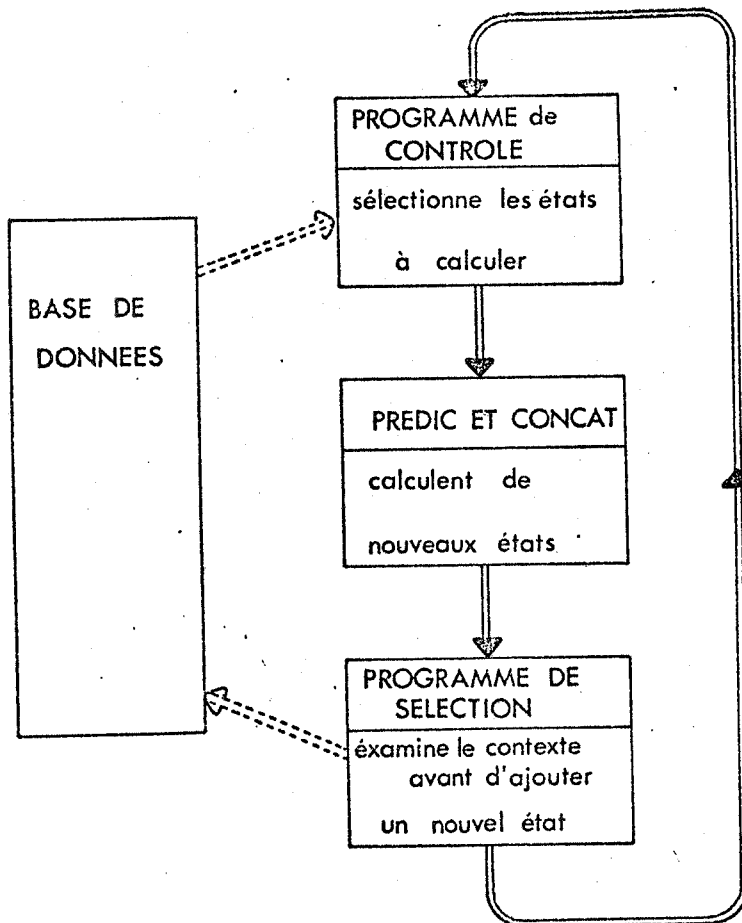 PROGRAMME de
CONTROLE
sélectionne les états
à calculer
BASE DE
DONNEES
PREDIC ET CONCAT
calculent de
nouveaux états
PROGRAMME DE
SELECTION
éxamine le contexte
avant d'ajouter
un nouvel état